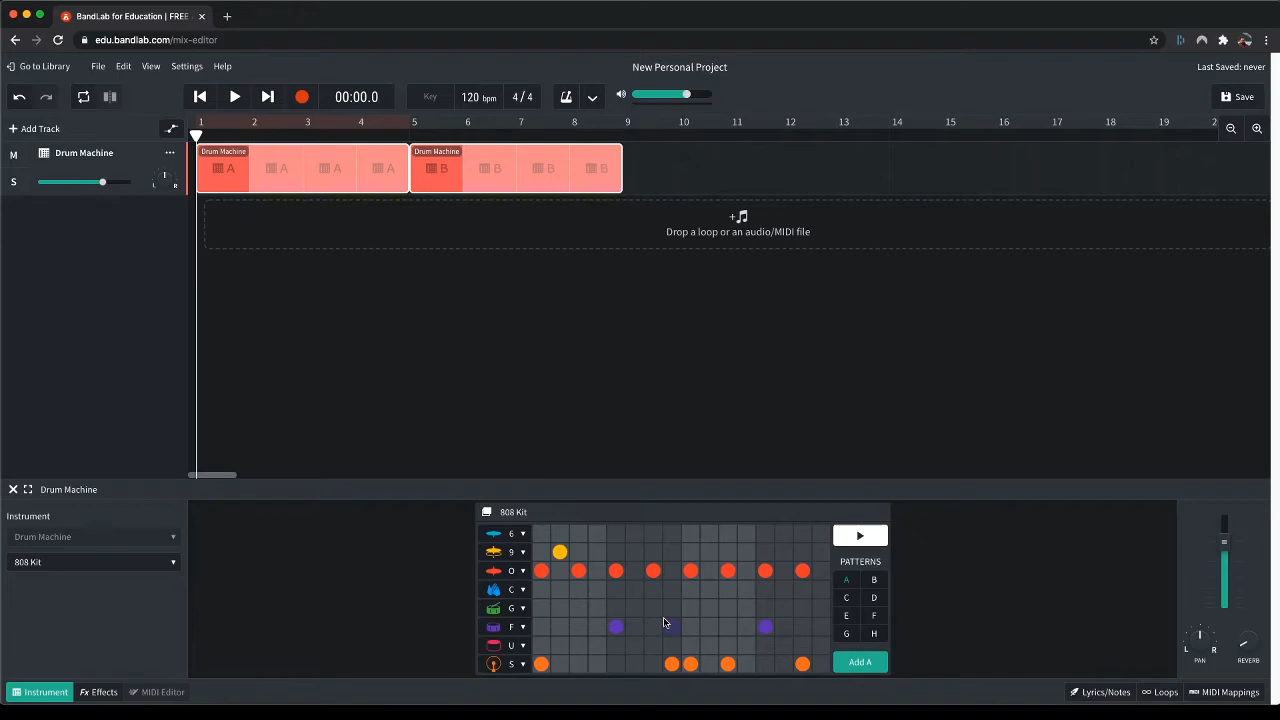 BandLab for Education | FREE
edu.bandlab.com/mix-editor
Go to Library File Edit View Settings Help New Personal Project Last Saved: never
00:00.0 Key 120 bpm 4/4 Save
Add Track 1 2 3 4 5 6 7 8 9 10 11 12 13 14 15 16 17 18 19 2
M Drum Machine ... Drum Machine Drum Machine
A A A A B B B B
S L R
Drop a loop or an audio/MIDI file
Drum Machine
Instrument 808 Kit
Drum Machine
808 Kit
6
9
O
C
G
F
U
S
PATTERNS
A B
C D
E F
G H
Add A
L R
PAN REVERB
Instrument Fx Effects MIDI Editor Lyrics/Notes Loops MIDI Mappings